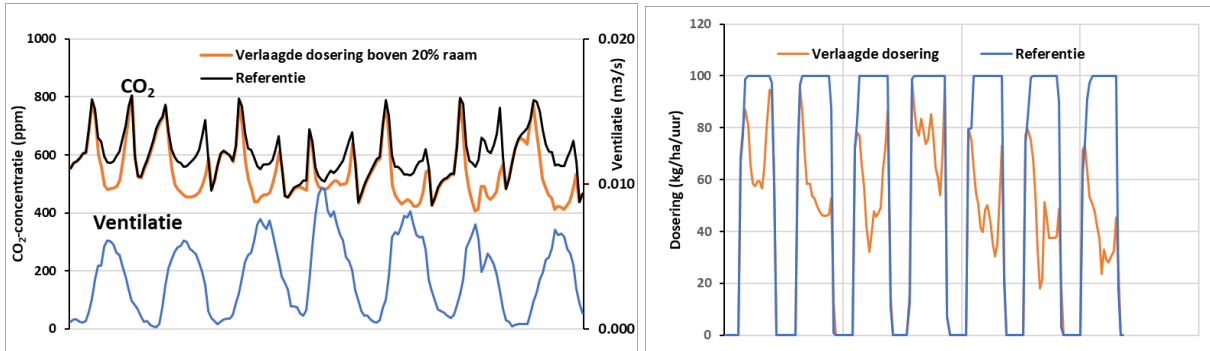 Verlaagde dosering boven 20% raam
Referentie
CO2
Ventilatie
CO2-concentratie (ppm)
1000
800
600
400
200
0
Ventilatie (m3/s)
0.020
0.010
0.000
Verlaagde dosering
Referentie
Dosering (kg/ha/uur)
120
100
80
60
40
20
0